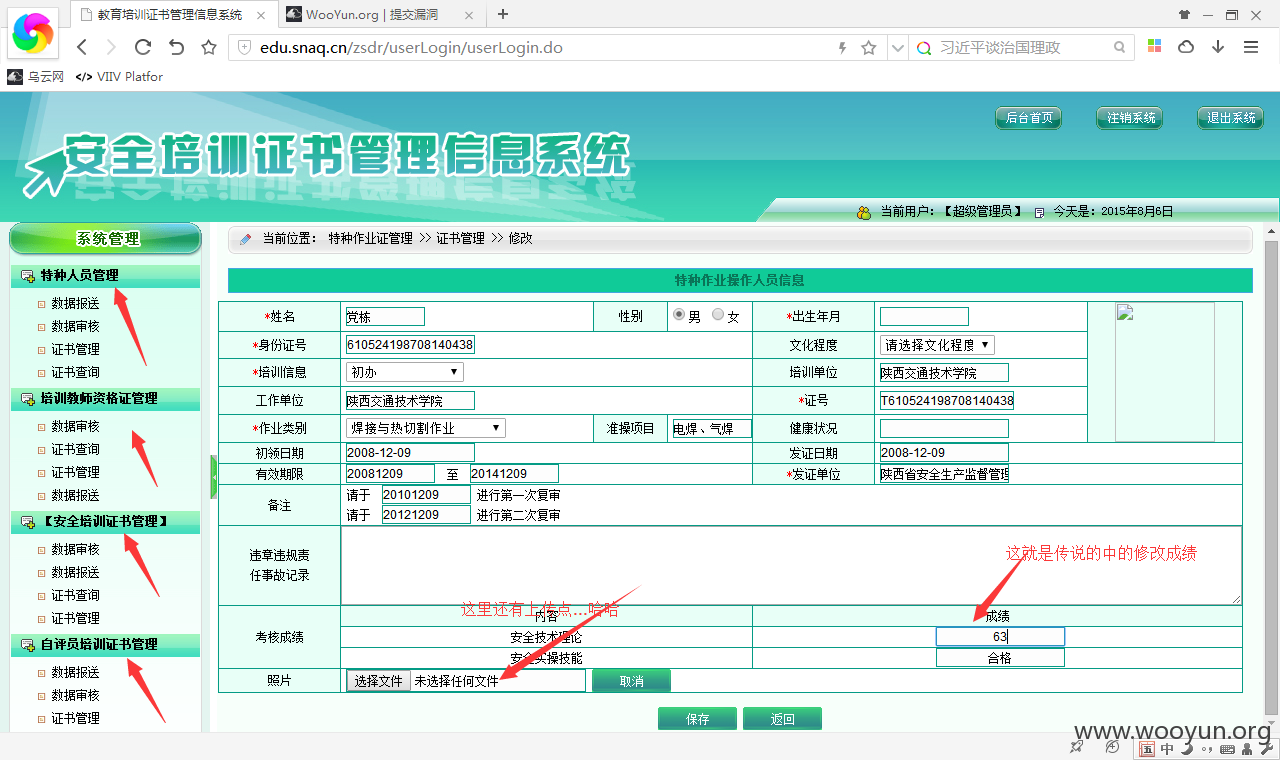 教育培训证书管理信息系统
WooYun.org | 提交漏洞
edu.snaq.cn/zsdr/userLogin/userLogin.do
习近平谈治国理政
乌云网
</> VIIV Platfor
后台首页 注销系统 退出系统
安全培训证书管理信息系统
当前用户：【超级管理员】 今天是：2015年8月6日
系统管理
特种人员管理
数据报送
数据审核
证书管理
证书查询
培训教师资格证管理
数据审核
证书查询
证书管理
数据报送
【安全培训证书管理】
数据审核
数据报送
证书查询
证书管理
自评员培训证书管理
数据报送
数据审核
证书管理
当前位置： 特种作业证管理 >> 证书管理 >> 修改
特种作业操作人员信息
*姓名 党栋 性别 男 女 *出生年月
*身份证号 610524198708140438 文化程度 请选择文化程度
*培训信息 初办 培训单位 陕西交通技术学院
工作单位 陕西交通技术学院 *证号 T610524198708140438
*作业类别 焊接与热切割作业 准操项目 电焊、气焊 健康状况
初领日期 2008-12-09 发证日期 2008-12-09
有效期限 20081209 至 20141209 *发证单位 陕西省安全生产监督管理
备注 请于 20101209 进行第一次复审
请于 20121209 进行第二次复审
违章违规责
任事故记录
这就是传说的中的修改成绩
这里还有上传点...哈哈
考核成绩 内容 成绩
安全技术理论 63
安全实操技能 合格
照片 选择文件 未选择任何文件 取消
保存 返回
www.wooyun.org
五 中